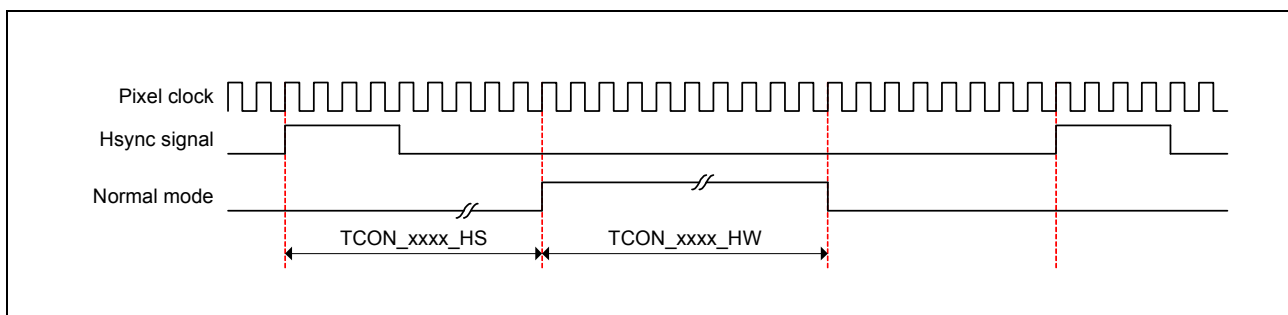 Pixel clock
Hsync signal
Normal mode
TCON_xxxx_HS TCON_xxxx_HW